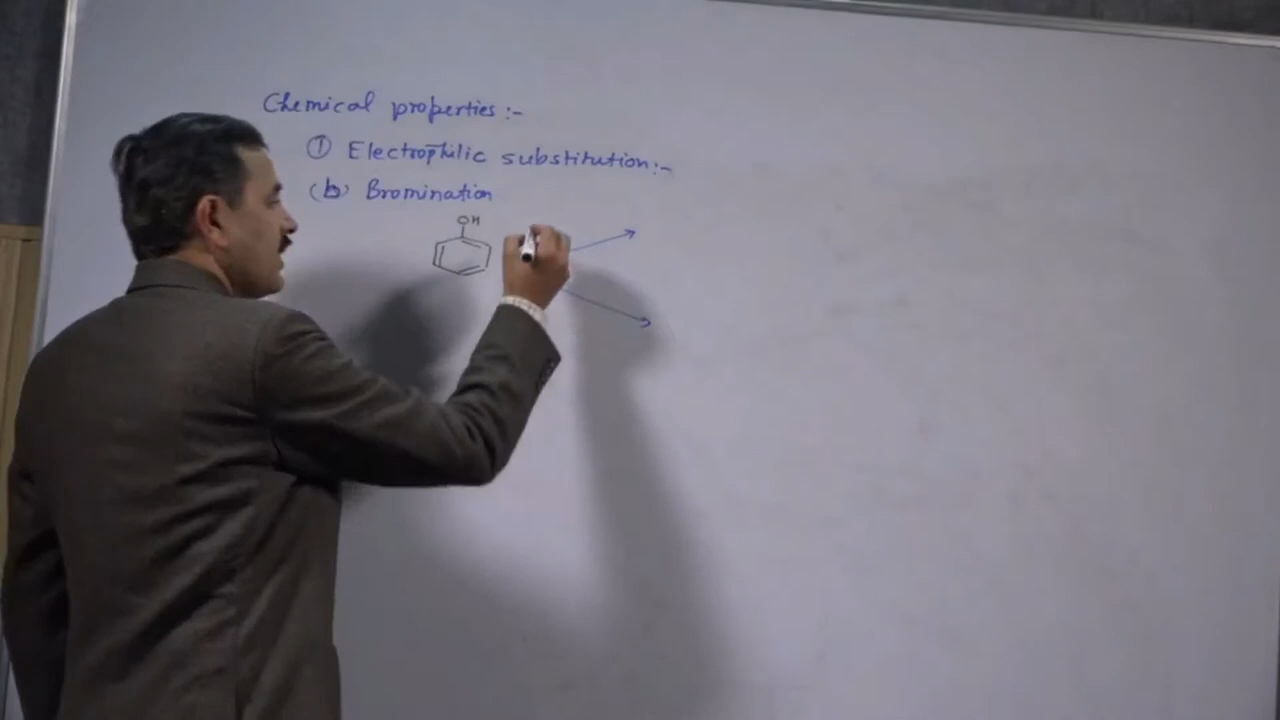 Chemical properties :-
① Electrophilic substitution :-
(b) Bromination
OH